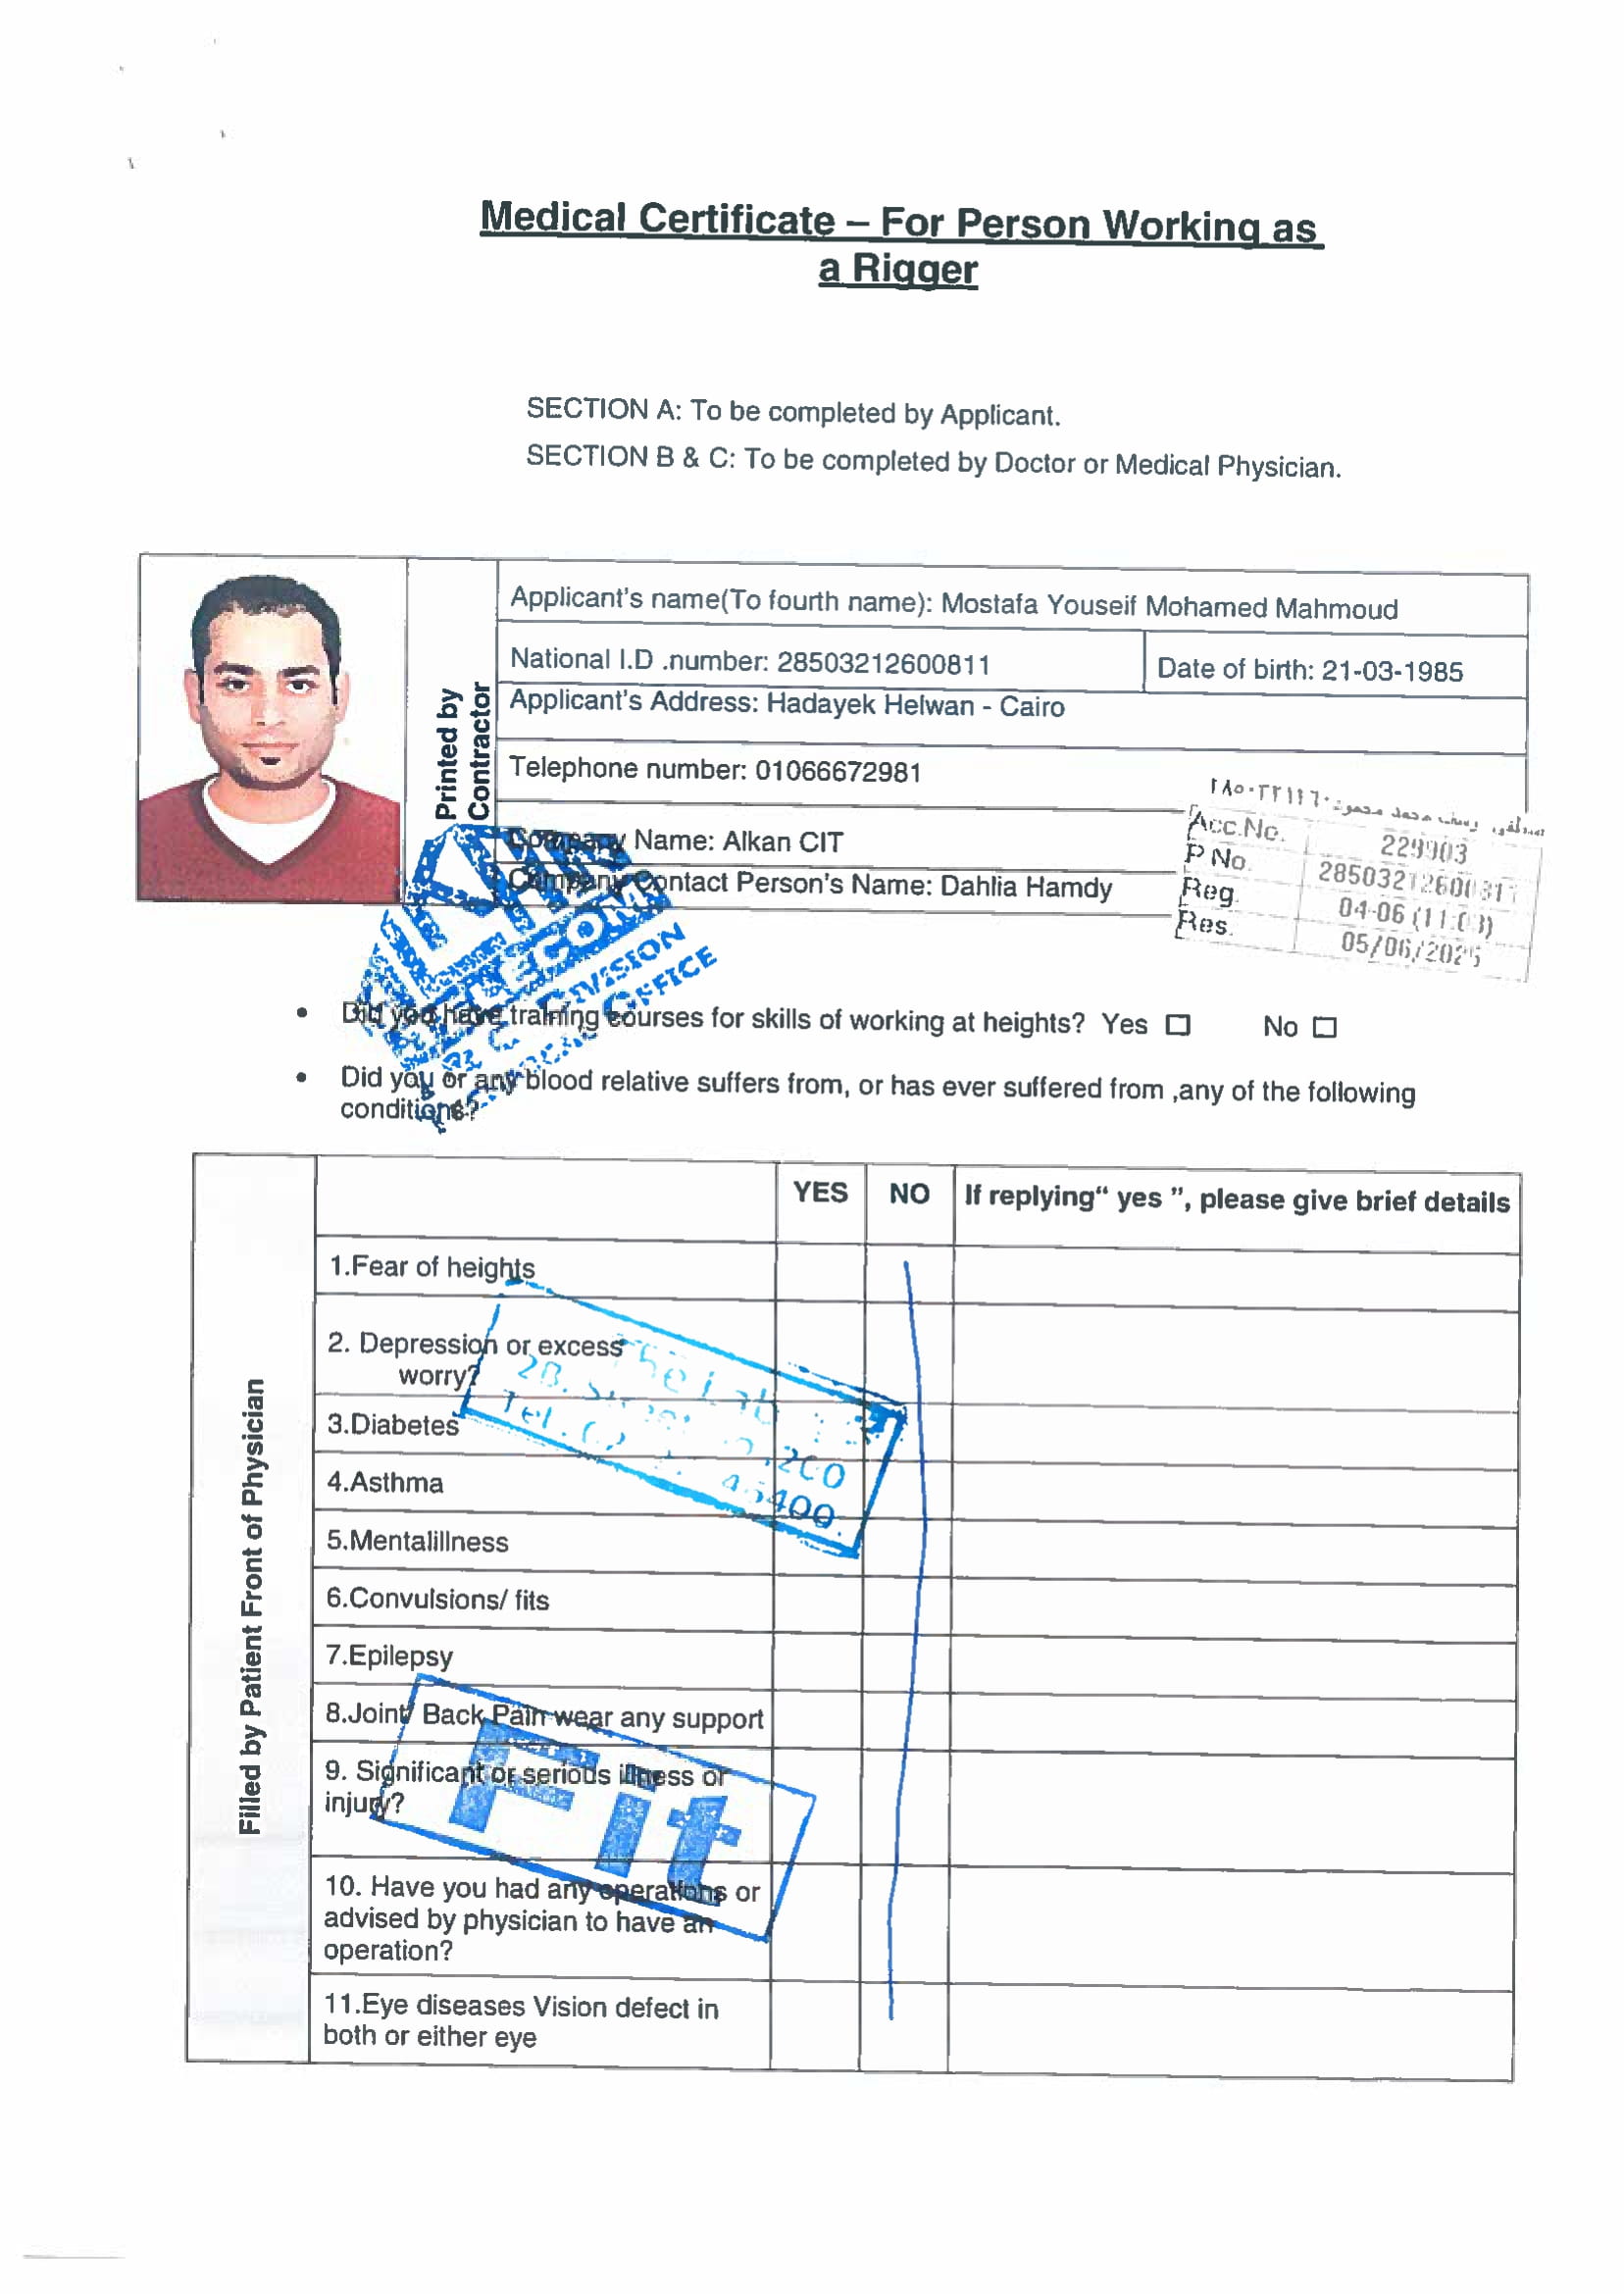 Medical Certificate – For Person Working as
a Rigger
SECTION A: To be completed by Applicant.
SECTION B & C: To be completed by Doctor or Medical Physician.
Printed by
Contractor
Applicant's name(To fourth name): Mostafa Youseif Mohamed Mahmoud
National I.D .number: 28503212600811
Date of birth: 21-03-1985
Applicant's Address: Hadayek Helwan - Cairo
Telephone number: 01066672981
Company Name: Alkan CIT
Company Contact Person's Name: Dahlia Hamdy
محمد محمود
Acc.No. 229903
P No. 28503212600811
Reg. 04-06 (11:03)
Res. 05/06/2025
TELECOM
DIVISION
OFFICE
• Did you have training courses for skills of working at heights? Yes □ No □
• Did you or any blood relative suffers from, or has ever suffered from ,any of the following
conditions?
Filled by Patient Front of Physician
YES NO If replying“ yes ”, please give brief details
1.Fear of heights
2. Depression or excess
worry?
3.Diabetes
4.Asthma
5.Mentalillness
6.Convulsions/ fits
7.Epilepsy
8.Joint/ Back Pain wear any support
9. Significant or serious illness or
injury?
10. Have you had any operations or
advised by physician to have an
operation?
11.Eye diseases Vision defect in
both or either eye
Tel.
Fit